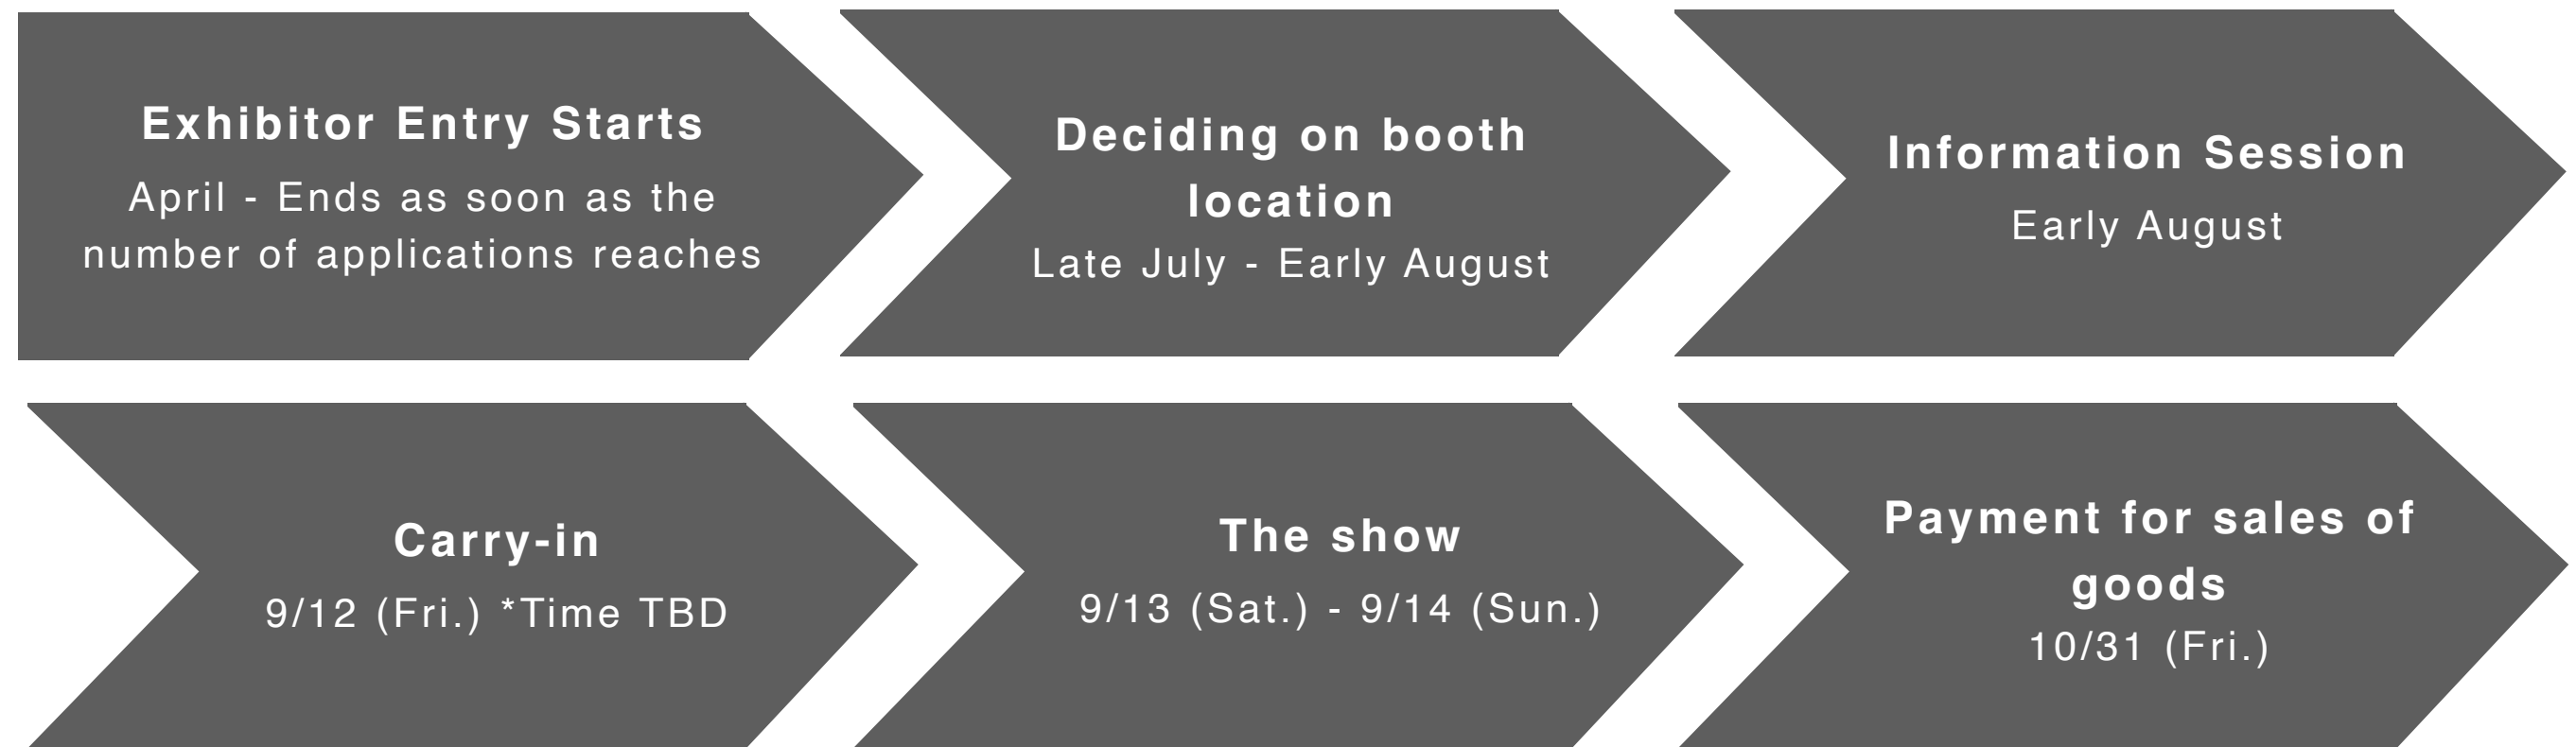 Exhibitor Entry Starts
April - Ends as soon as the
number of applications reaches
Deciding on booth
location
Late July - Early August
Information Session
Early August
Carry-in
9/12 (Fri.) *Time TBD
The show
9/13 (Sat.) - 9/14 (Sun.)
Payment for sales of
goods
10/31 (Fri.)